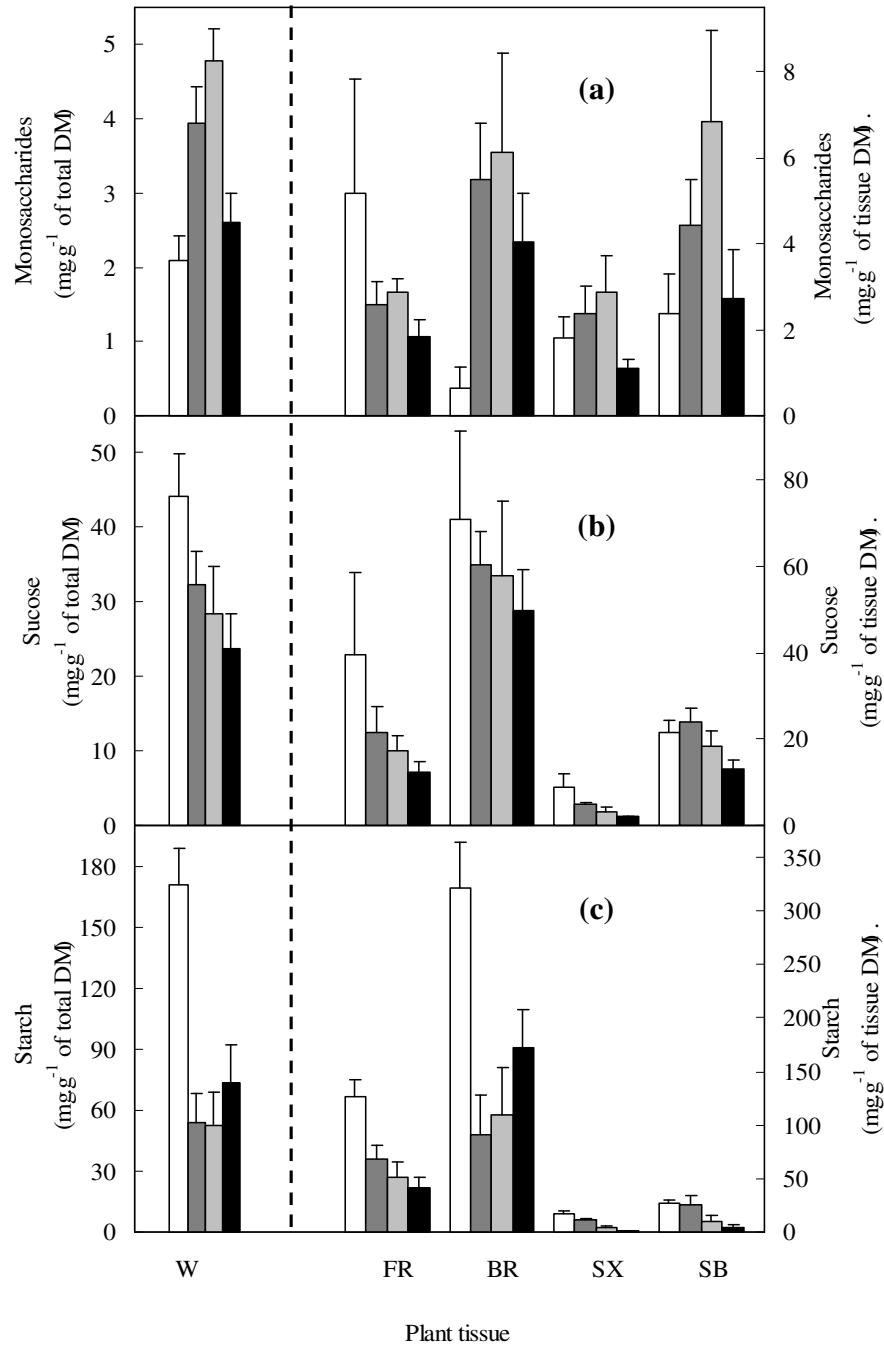 (a)
Monosaccharides
(mg.g-1 of total DM)
5
4
3
2
1
0
8
6
4
2
0
Monosaccharides
(mg.g-1 of tissue DM).
(b)
Sucose
(mg.g-1 of total DM)
50
40
30
20
10
0
80
60
40
20
0
Sucose
(mg.g-1 of tissue DM).
(c)
Starch
(mg.g-1 of total DM)
180
150
120
90
60
30
0
350
300
250
200
150
100
50
0
Starch
(mg.g-1 of tissue DM).
W FR BR SX SB
Plant tissue